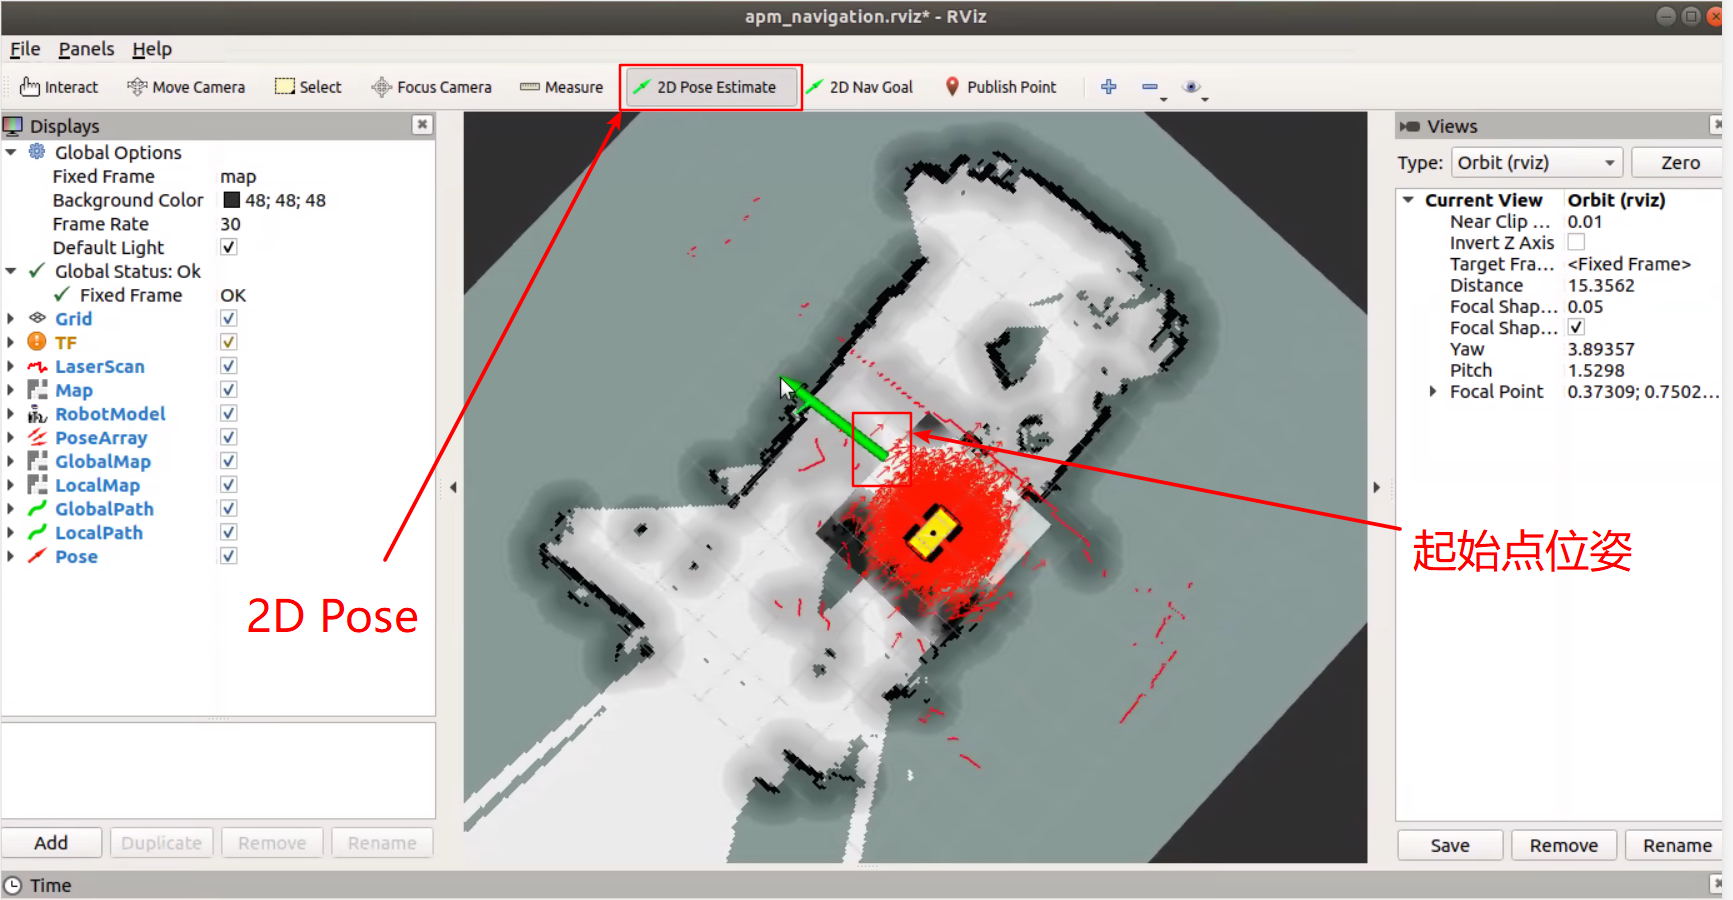 apm_navigation.rviz* - RViz
File Panels Help
Interact Move Camera Select Focus Camera Measure 2D Pose Estimate 2D Nav Goal Publish Point
Displays
Global Options
Fixed Frame map
Background Color 48; 48; 48
Frame Rate 30
Default Light
Global Status: Ok
Fixed Frame OK
Grid
TF
LaserScan
Map
RobotModel
PoseArray
GlobalMap
LocalMap
GlobalPath
LocalPath
Pose
Add Duplicate Remove Rename
2D Pose
起始点位姿
Views
Type: Orbit (rviz) Zero
Current View Orbit (rviz)
Near Clip ... 0.01
Invert Z Axis
Target Fra... <Fixed Frame>
Distance 15.3562
Focal Shap... 0.05
Focal Shap...
Yaw 3.89357
Pitch 1.5298
Focal Point 0.37309; 0.7502...
Save Remove Rename
Time